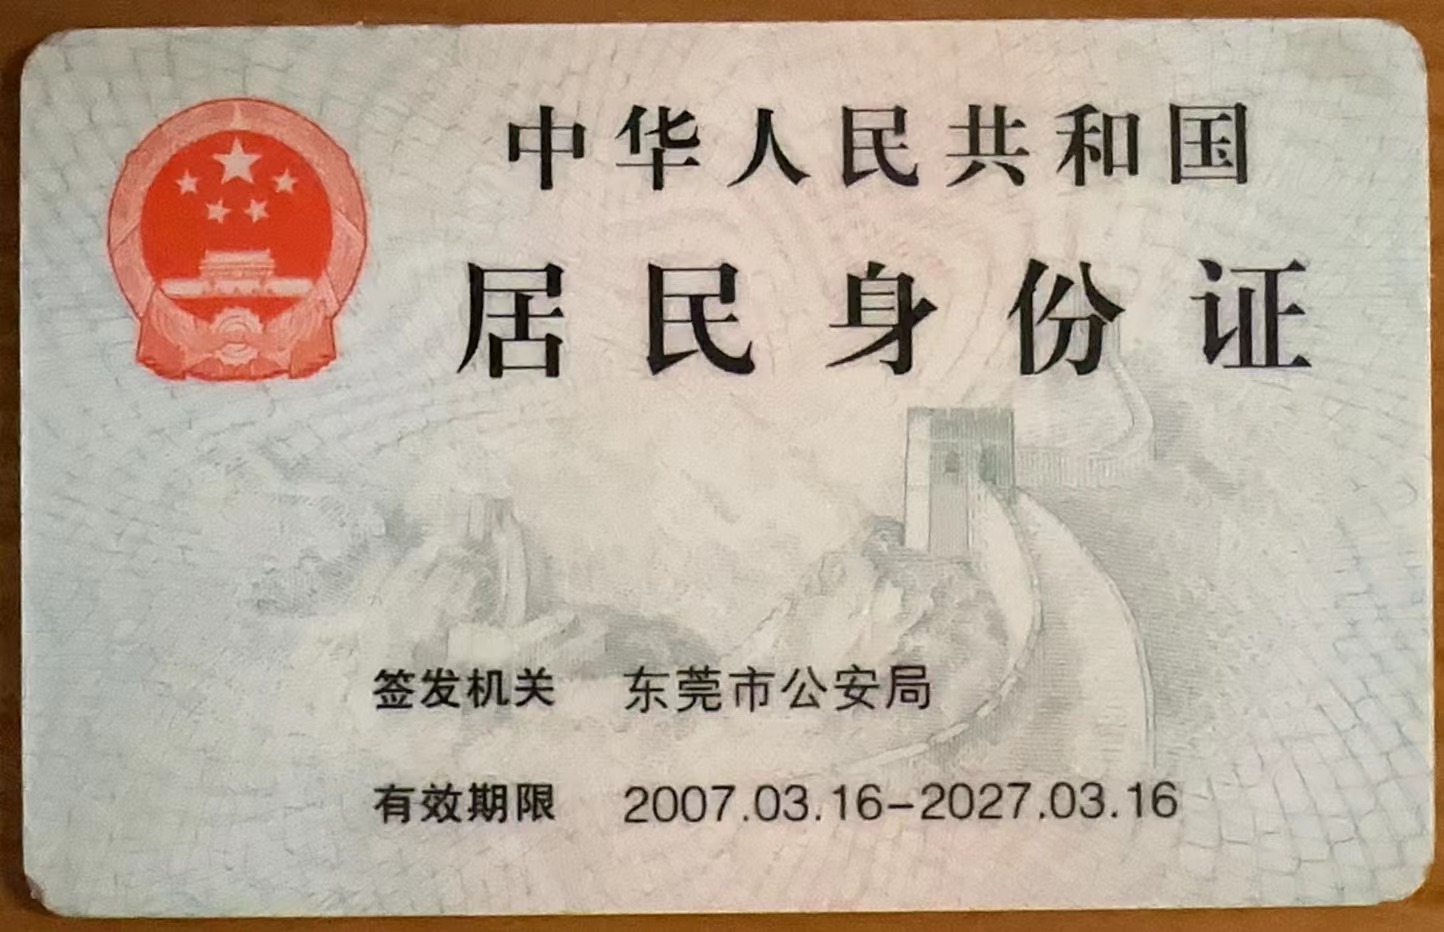 中华人民共和国
居民身份证
签发机关 东莞市公安局
有效期限 2007.03.16-2027.03.16